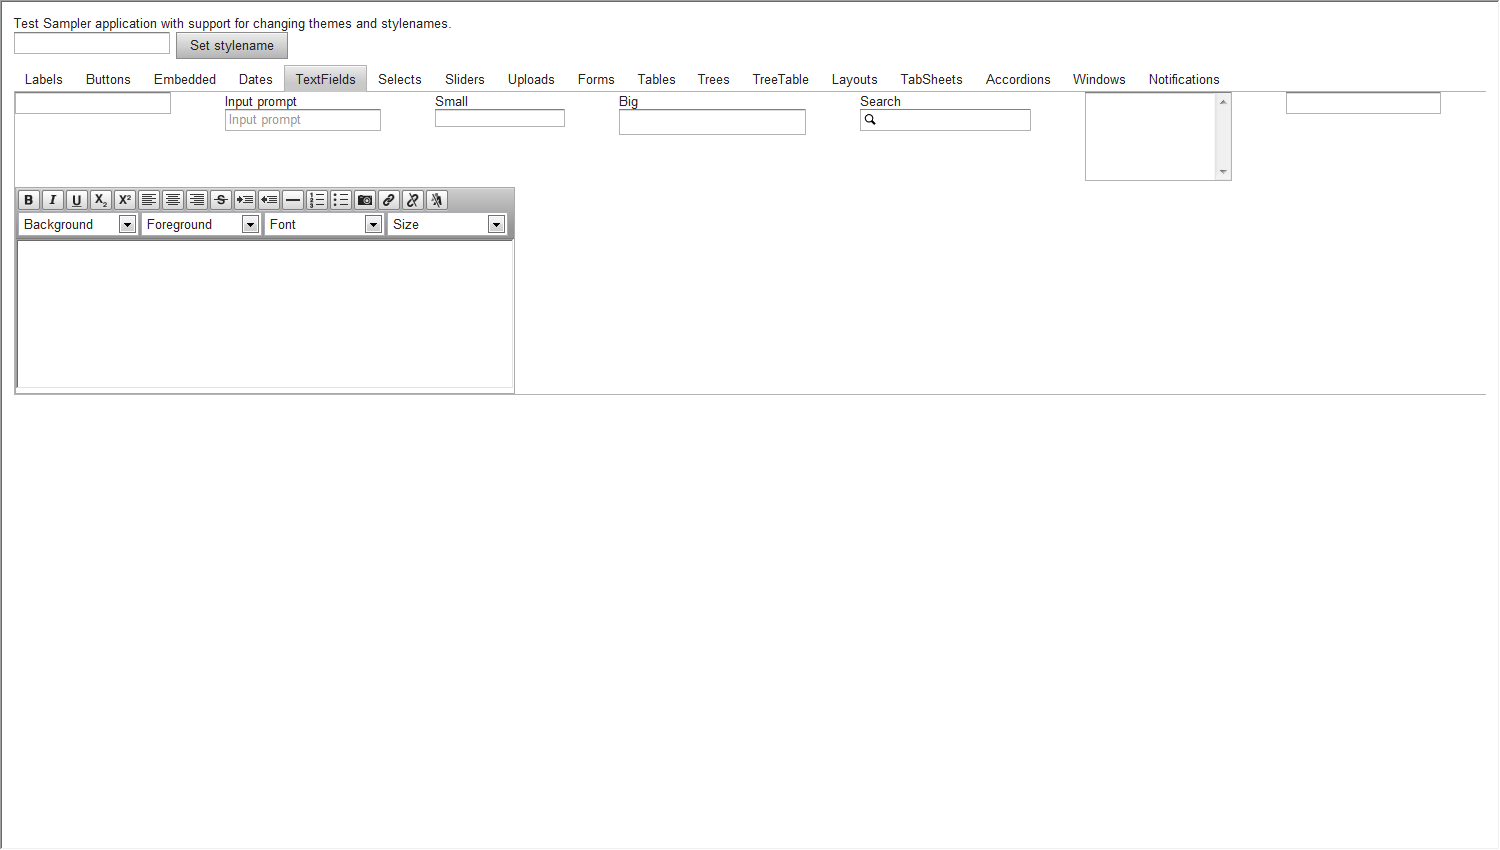 Test Sampler application with support for changing themes and stylenames.
Set stylename
Labels Buttons Embedded Dates TextFields Selects Sliders Uploads Forms Tables Trees TreeTable Layouts TabSheets Accordions Windows Notifications
Input prompt Small Big Search
Input prompt
B I U X₂ X² S
Background Foreground Font Size